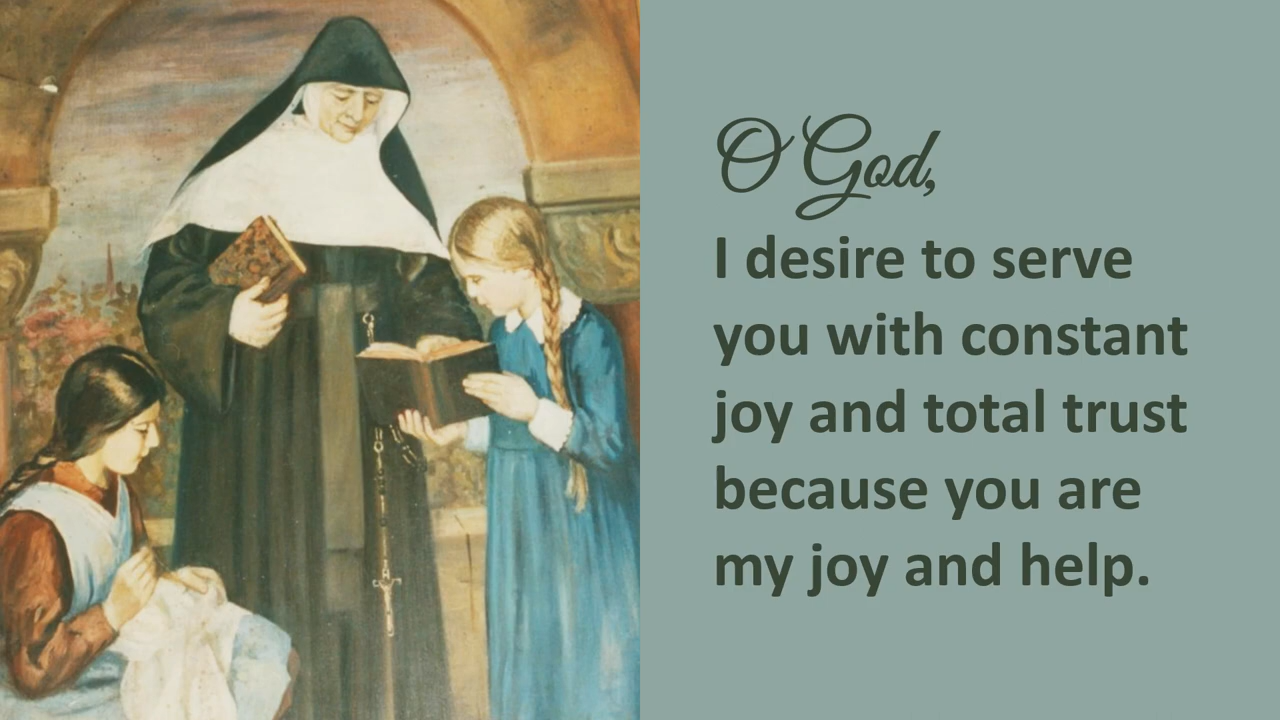 O God,
I desire to serve
you with constant
joy and total trust
because you are
my joy and help.